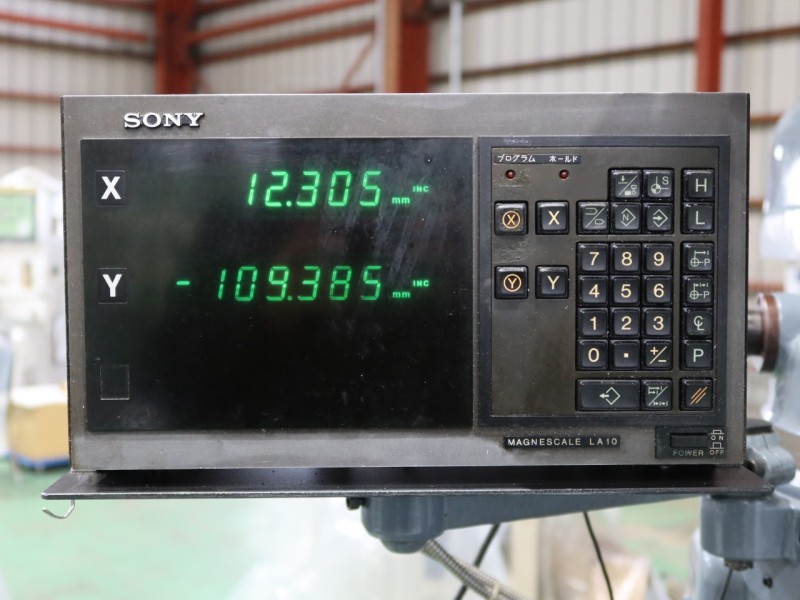 SONY
X 12.305 mm INC
Y -109.385 mm INC
プログラム ホールド
S H
X X N L
7 8 9 P
Y Y 4 5 6 P
1 2 3 ℄
0 . +/- P
MAGNESCALE LA10
POWER ON OFF